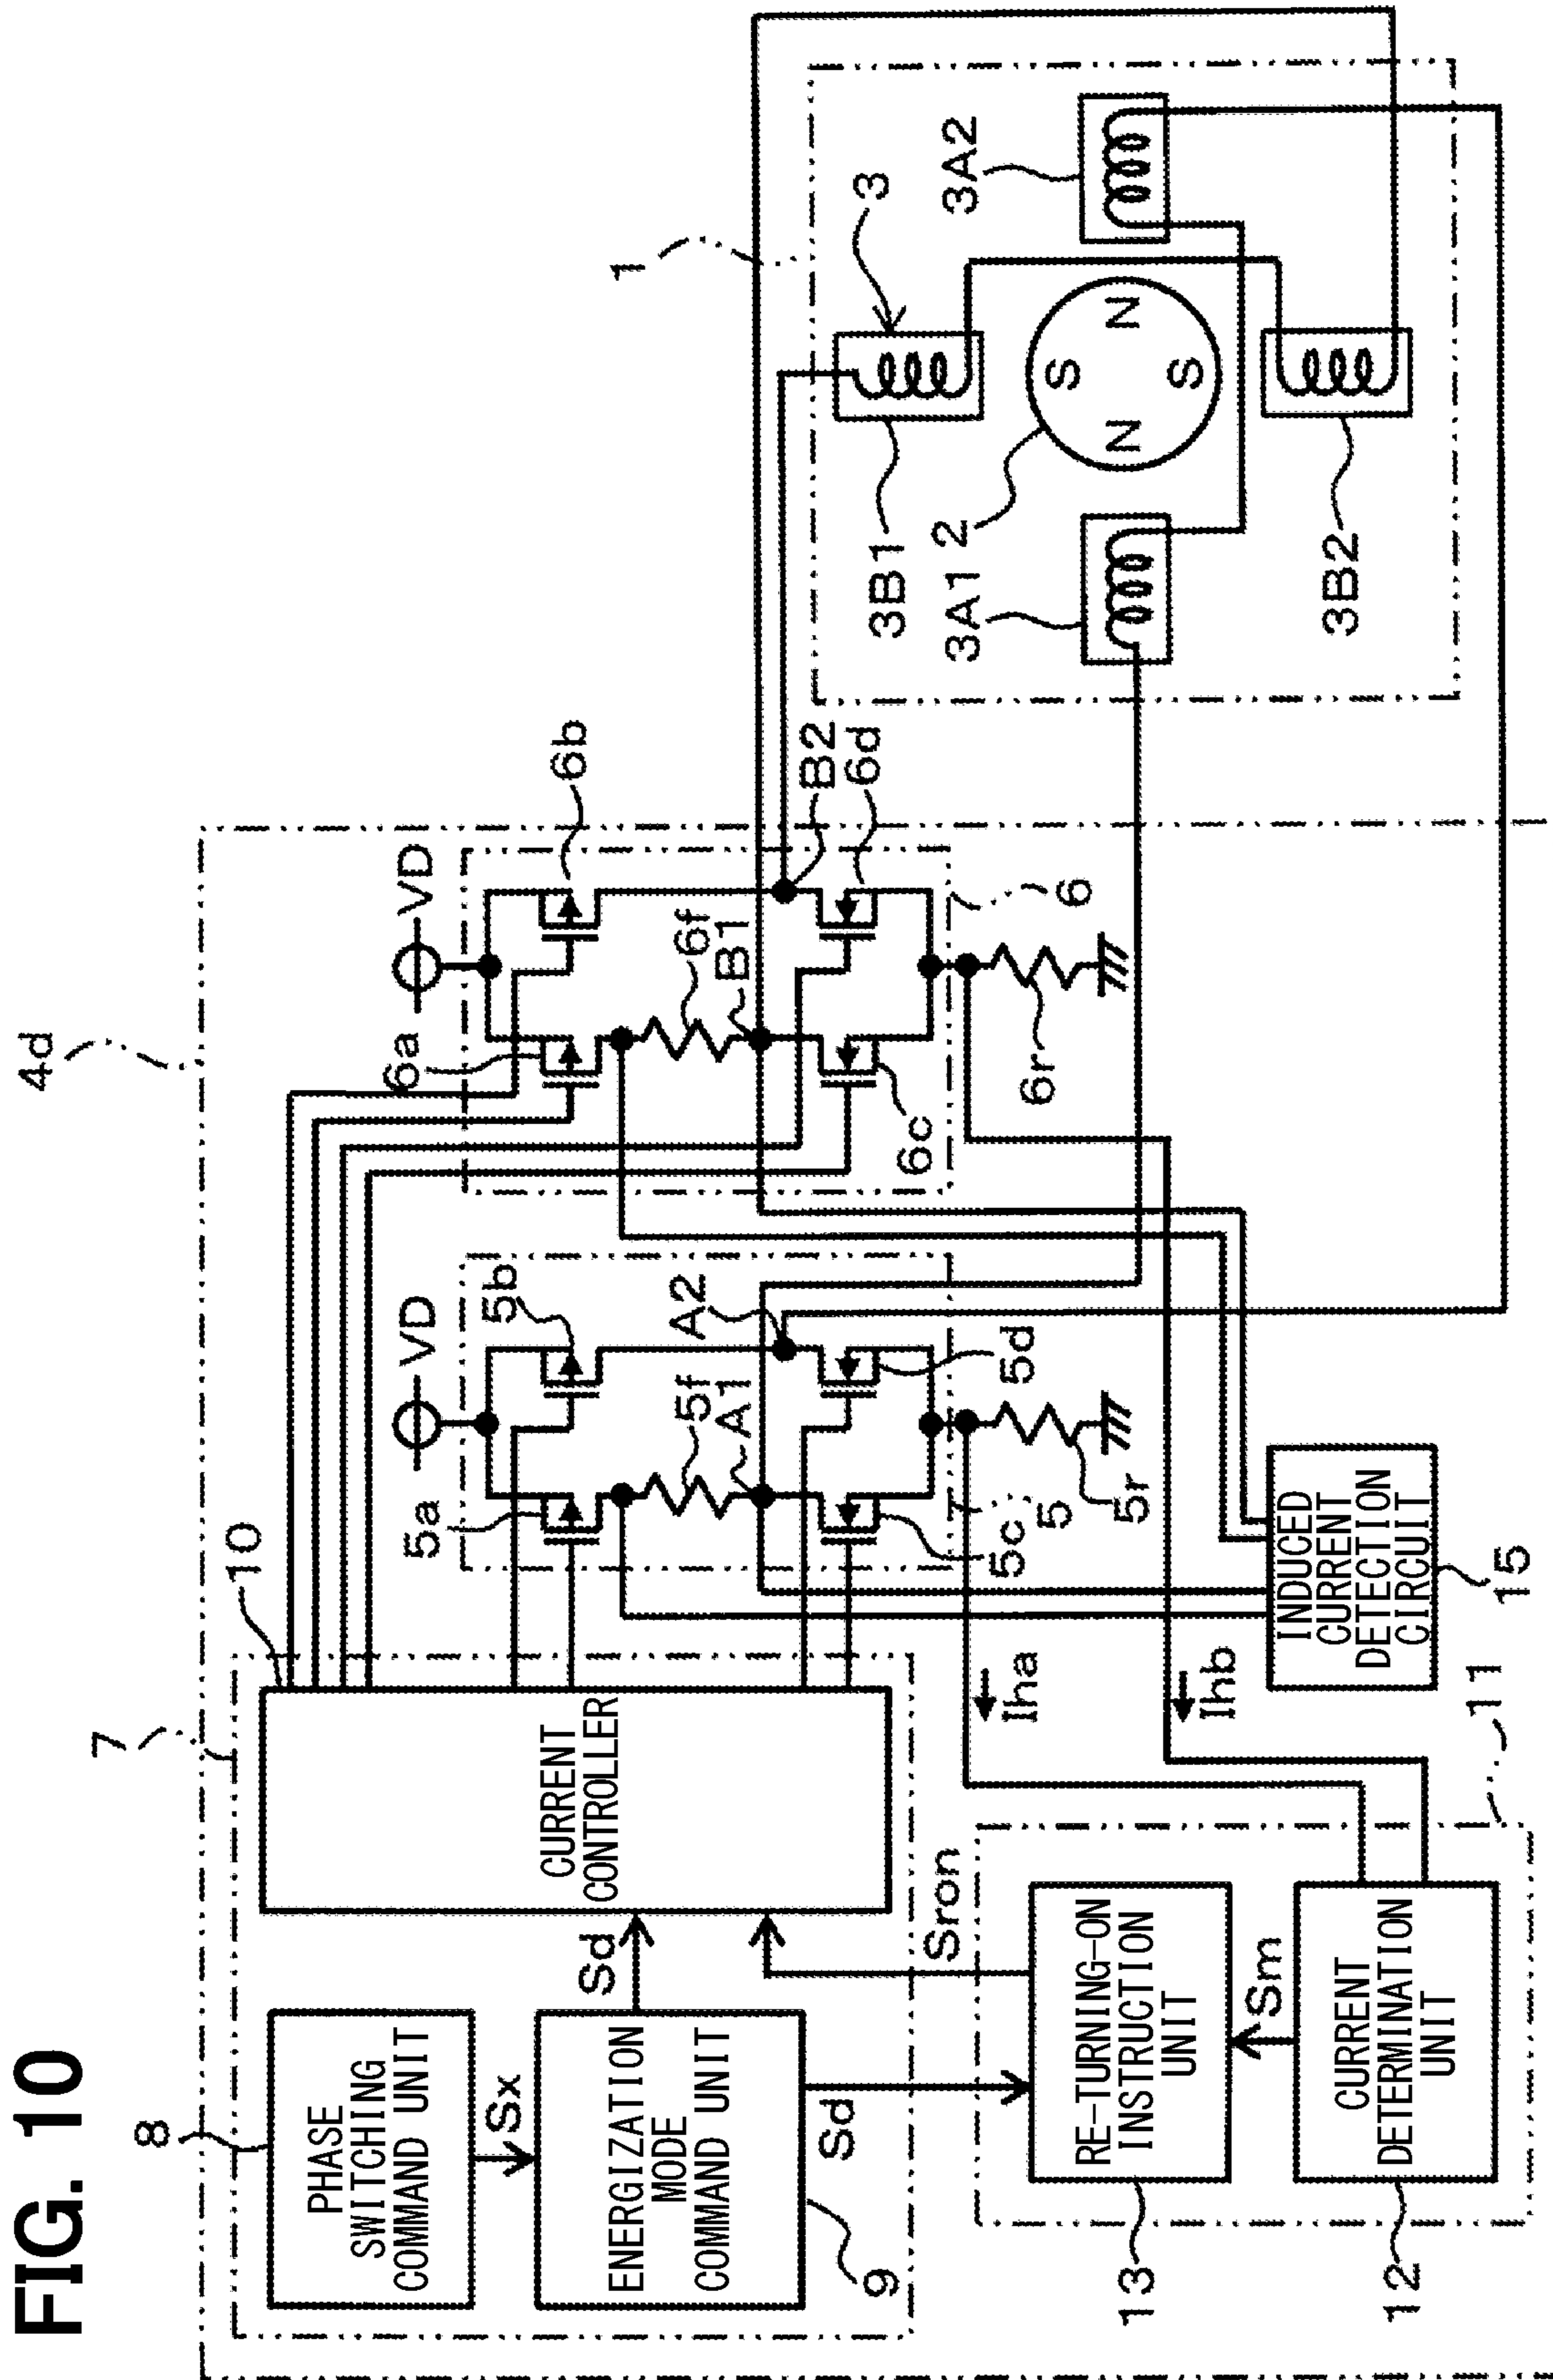 FIG. 10
4d
7
10
8
PHASE
SWITCHING
COMMAND UNIT
Sx
ENERGIZATION
MODE
COMMAND UNIT
9
Sd
Sd
CURRENT
CONTROLLER
Sron
RE-TURNING-ON
INSTRUCTION
UNIT
13
Sm
CURRENT
DETERMINATION
UNIT
12
11
Iha
Ihb
INDUCED
CURRENT
DETECTION
CIRCUIT
15
VD
5a
5b
5f
A1
A2
5c
5d
5
5r
VD
6a
6b
6f
B1
B2
6c
6d
6
6r
1
3
3B1
3A2
2
3A1
3B2
S
N
N
S